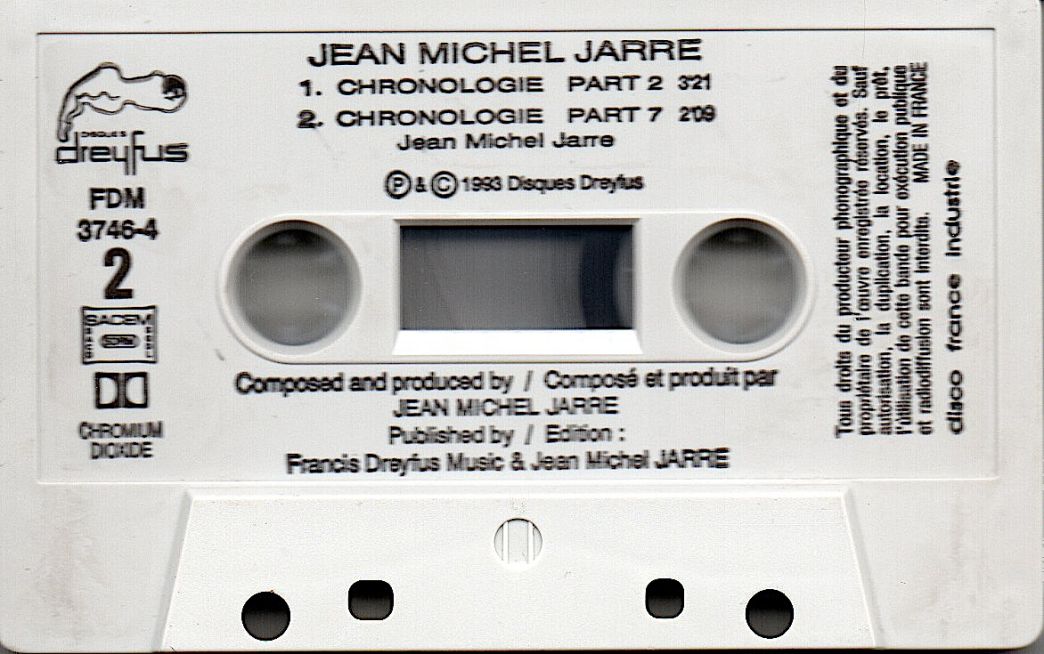 JEAN MICHEL JARRE
1. CHRONOLOGIE PART 2 3'21
2. CHRONOLOGIE PART 7 2'09
Jean Michel Jarre
Ⓟ & © 1993 Disques Dreyfus
DISQUES
dreyfus
FDM
3746-4
2
SACEM
CHROMIUM
DIOXIDE
Composed and produced by / Composé et produit par
JEAN MICHEL JARRE
Published by / Edition :
Francis Dreyfus Music & Jean Michel JARRE
Tous droits du producteur phonographique et du
propriétaire de l'œuvre enregistrée réservés. Sauf
autorisation, la duplication, la location, le prêt,
l'utilisation de cette bande pour exécution publique
et radiodiffusion sont interdits. MADE IN FRANCE
disco france industrie